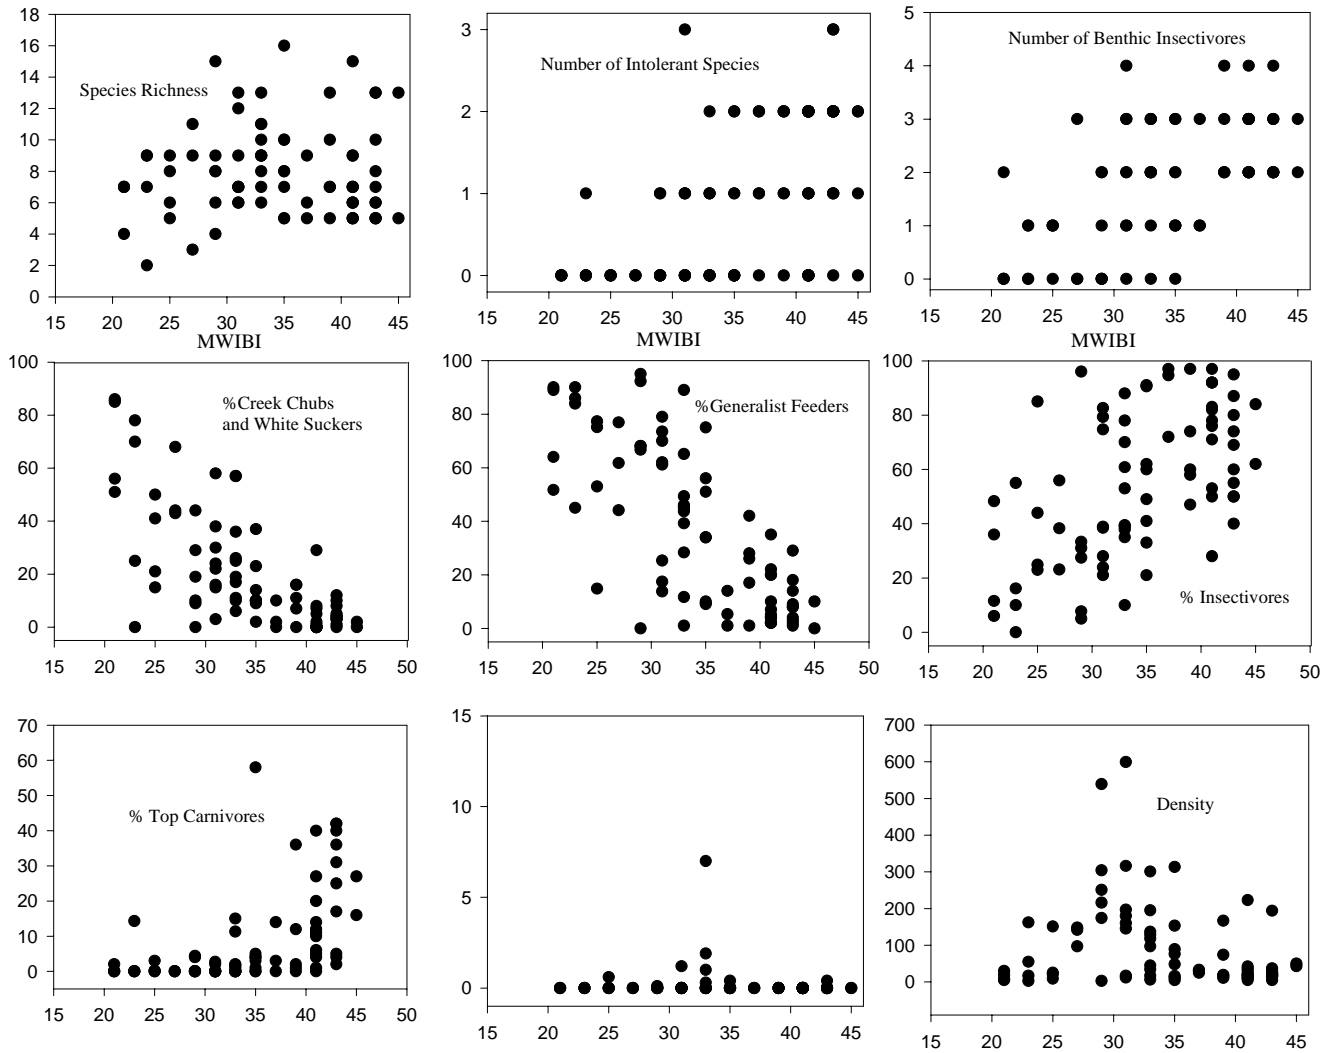 18
16
14
12
10
8
6
4
2
0
Species Richness
15 20 25 30 35 40 45
MWIBI
3
2
1
0
Number of Intolerant Species
15 20 25 30 35 40 45
MWIBI
5
4
3
2
1
0
Number of Benthic Insectivores
15 20 25 30 35 40 45
MWIBI
100
80
60
40
20
0
%Creek Chubs
and White Suckers
15 20 25 30 35 40 45 50
100
80
60
40
20
0
%Generalist Feeders
15 20 25 30 35 40 45 50
100
80
60
40
20
0
% Insectivores
15 20 25 30 35 40 45 50
70
60
50
40
30
20
10
0
% Top Carnivores
15 20 25 30 35 40 45 50
15
10
5
0
15 20 25 30 35 40 45
700
600
500
400
300
200
100
0
Density
15 20 25 30 35 40 45